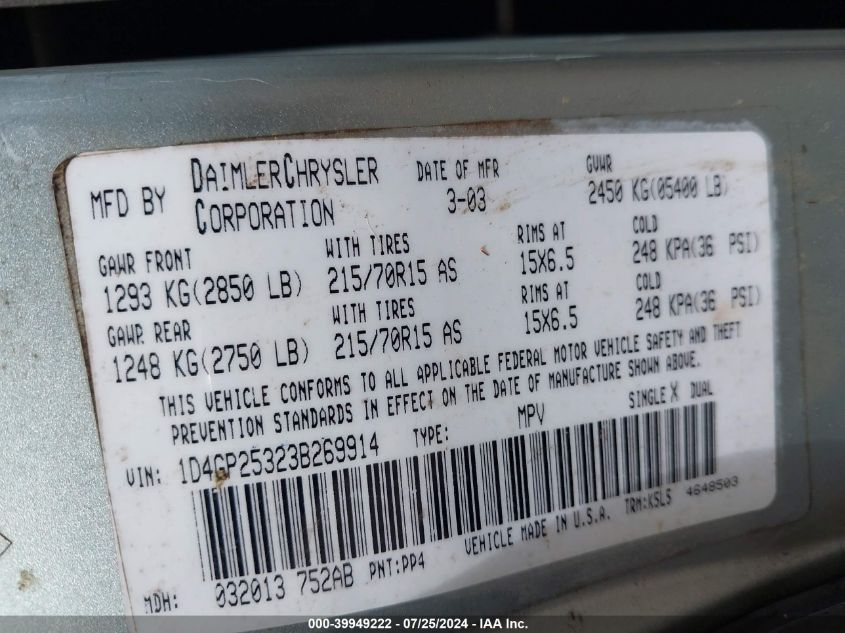 MFD BY DAIMLERCHRYSLER CORPORATION DATE OF MFR 3-03 GVWR 2450 KG(05400 LB)
GAWR FRONT WITH TIRES RIMS AT COLD
1293 KG(2850 LB) 215/70R15 AS 15X6.5 248 KPA(36 PSI)
GAWR REAR WITH TIRES RIMS AT COLD
1248 KG(2750 LB) 215/70R15 AS 15X6.5 248 KPA(36 PSI)
THIS VEHICLE CONFORMS TO ALL APPLICABLE FEDERAL MOTOR VEHICLE SAFETY AND THEFT
PREVENTION STANDARDS IN EFFECT ON THE DATE OF MANUFACTURE SHOWN ABOVE.
VIN: 1D4GP25323B269914 TYPE: MPV SINGLE X DUAL
VEHICLE MADE IN U.S.A. TRM:K5L5 4648503
MDH: 032013 752AB PNT:PP4
000-39949222 - 07/25/2024 - IAA Inc.